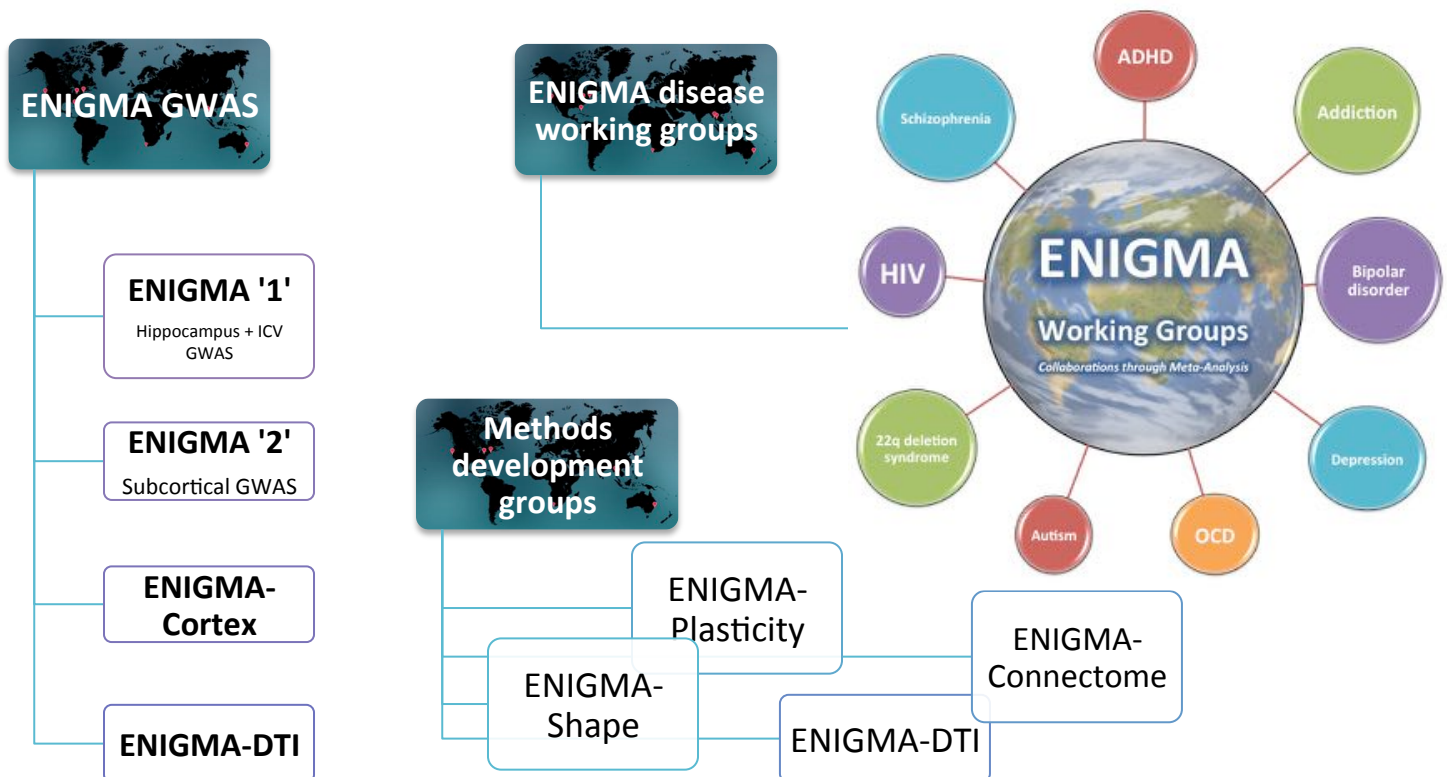 ENIGMA GWAS
ENIGMA '1'
Hippocampus + ICV
GWAS
ENIGMA '2'
Subcortical GWAS
ENIGMA-
Cortex
ENIGMA-DTI
ENIGMA disease
working groups
ADHD
Addiction
Bipolar
disorder
Depression
OCD
Autism
22q deletion
syndrome
HIV
Schizophrenia
ENIGMA
Working Groups
Collaborations through Meta-Analysis
Methods
development
groups
ENIGMA-
Plasticity
ENIGMA-
Connectome
ENIGMA-
Shape
ENIGMA-DTI